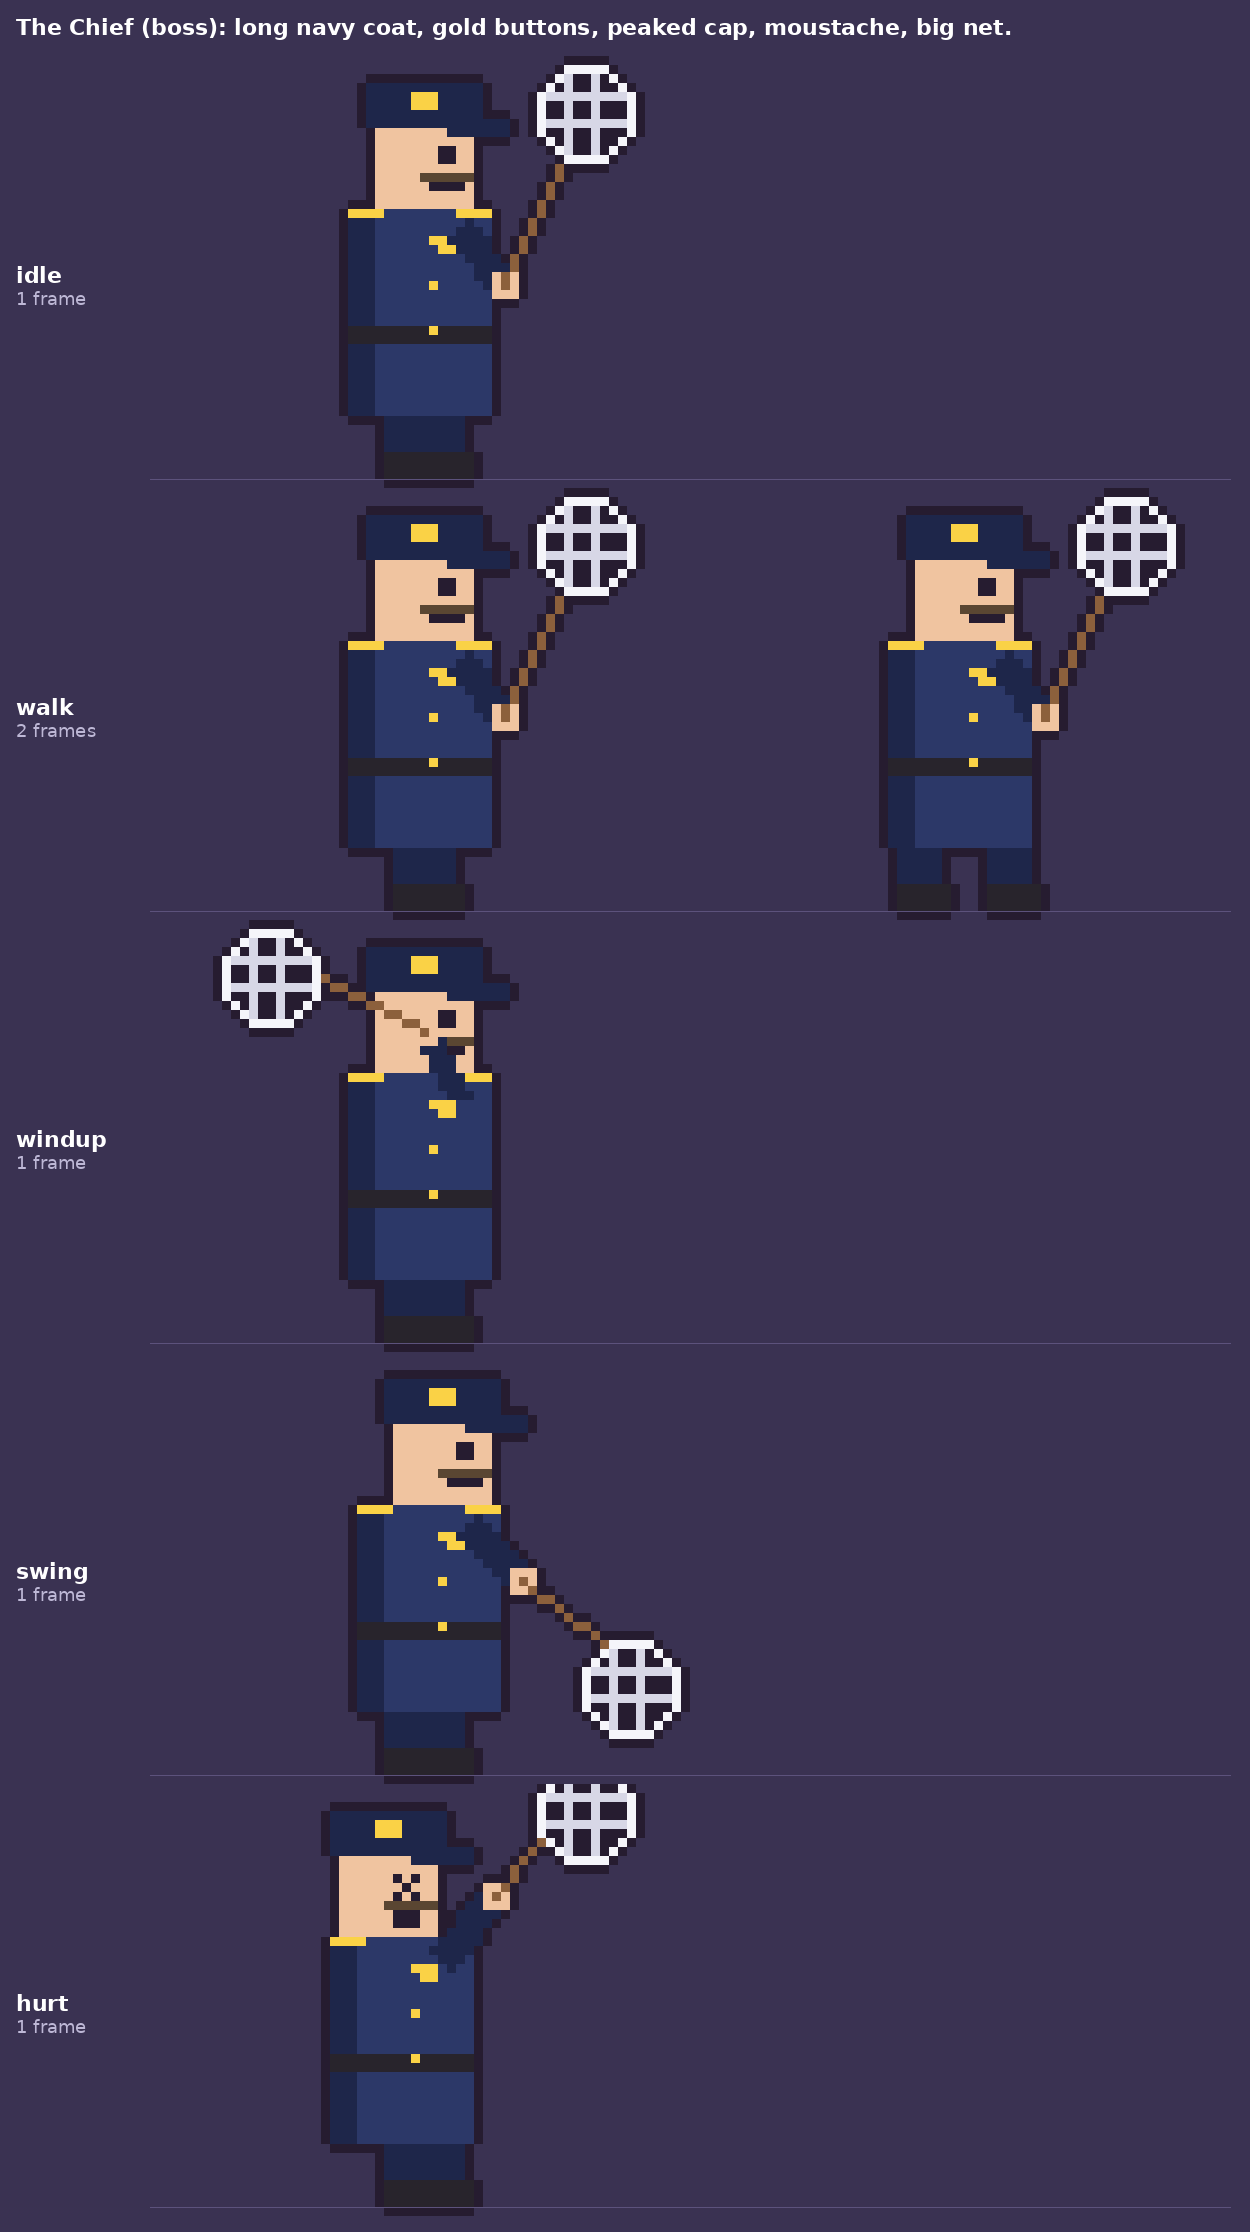 The Chief (boss): long navy coat, gold buttons, peaked cap, moustache, big net.
idle
1 frame
walk
2 frames
windup
1 frame
swing
1 frame
hurt
1 frame